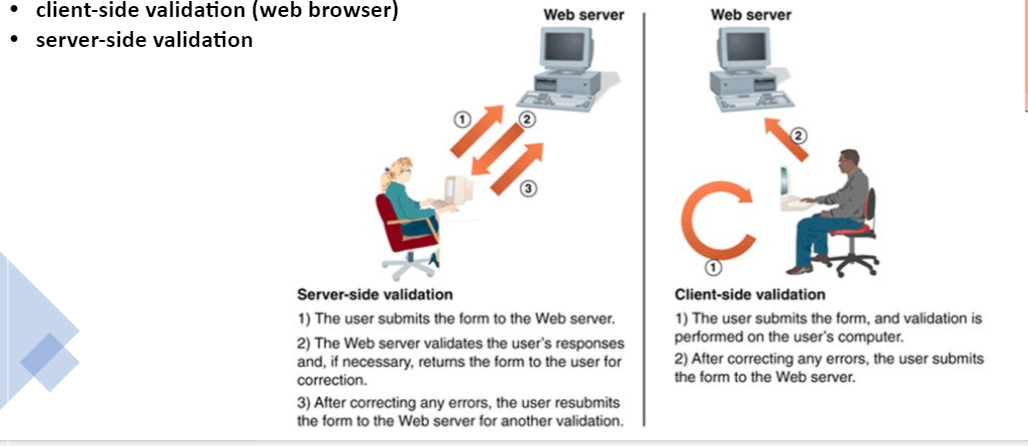 • client-side validation (web browser)
• server-side validation
Web server
1
2
3
Server-side validation
1) The user submits the form to the Web server.
2) The Web server validates the user's responses
and, if necessary, returns the form to the user for
correction.
3) After correcting any errors, the user resubmits
the form to the Web server for another validation.
Web server
2
1
Client-side validation
1) The user submits the form, and validation is
performed on the user's computer.
2) After correcting any errors, the user submits
the form to the Web server.